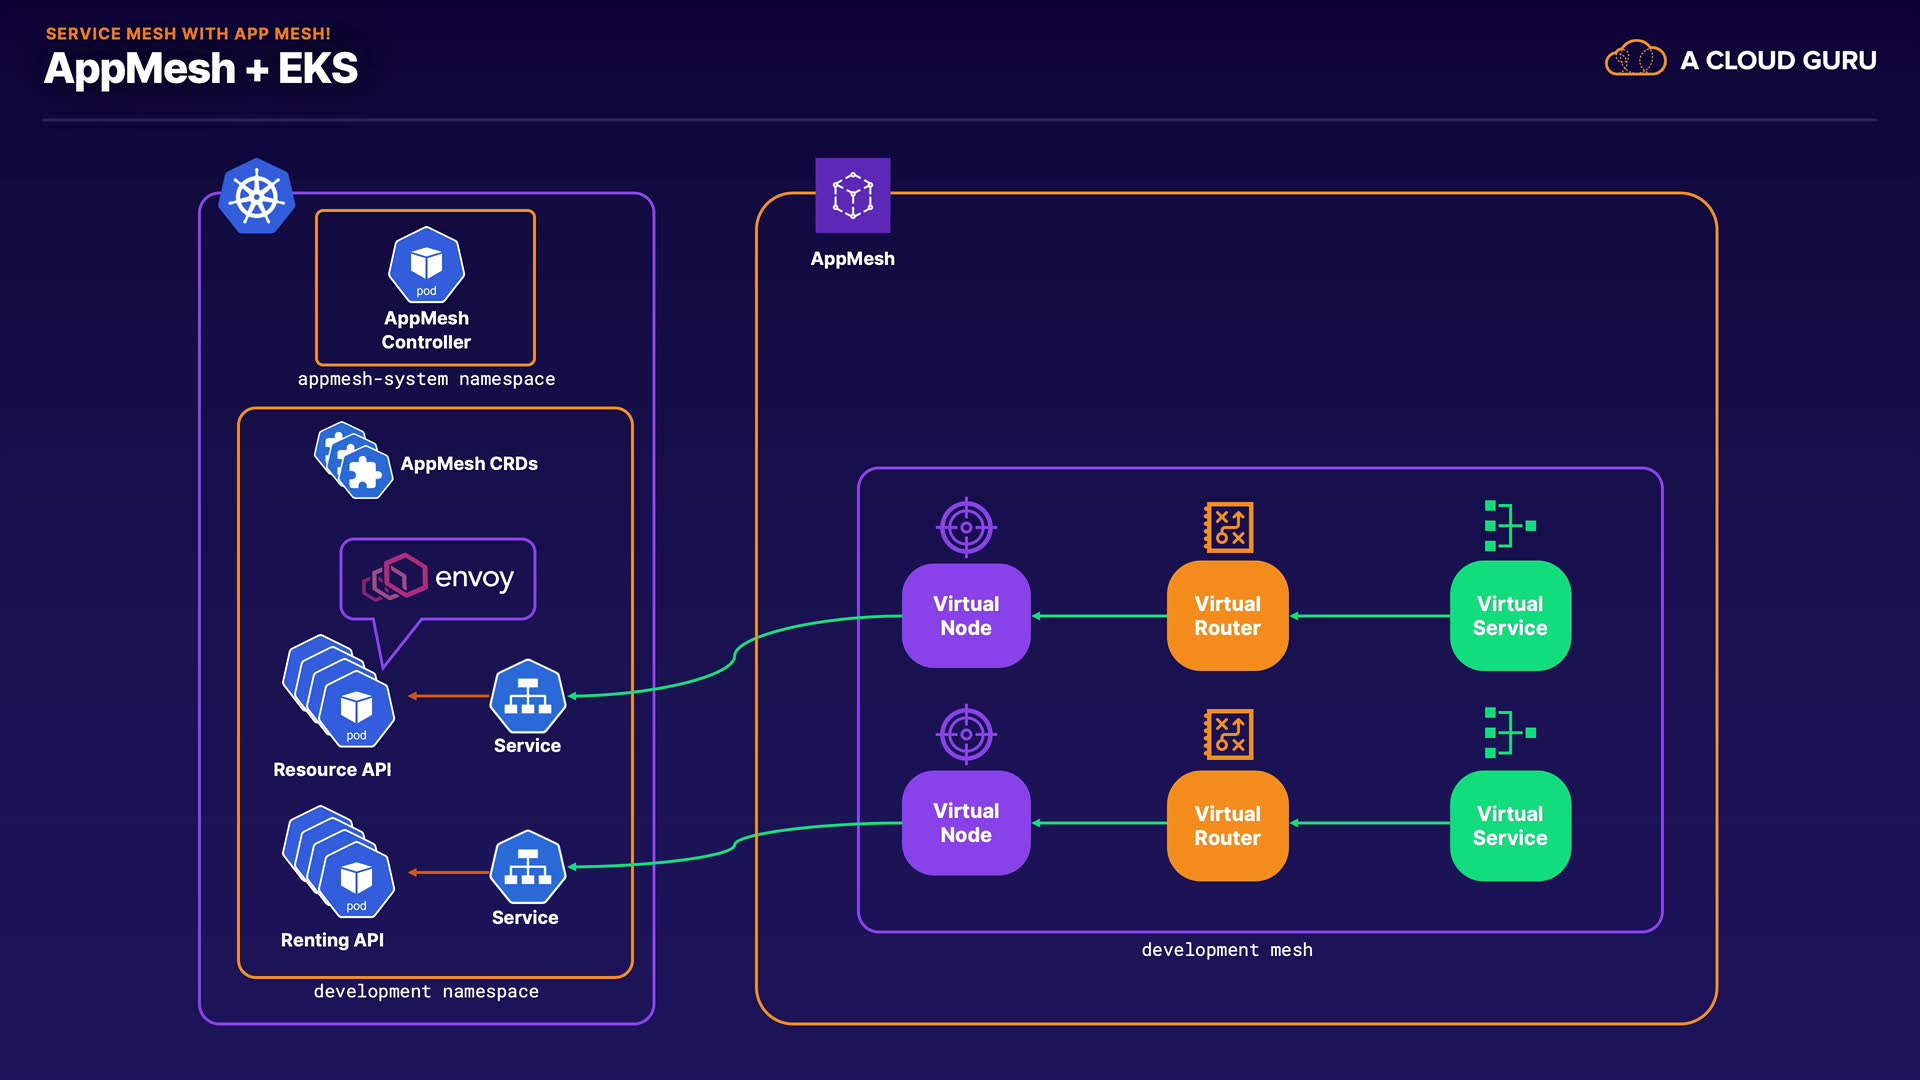 SERVICE MESH WITH APP MESH!
AppMesh + EKS
A CLOUD GURU
pod
AppMesh
Controller
appmesh-system namespace
AppMesh CRDs
envoy
pod
Resource API
Service
pod
Renting API
Service
development namespace
AppMesh
Virtual
Node
Virtual
Router
Virtual
Service
Virtual
Node
Virtual
Router
Virtual
Service
development mesh